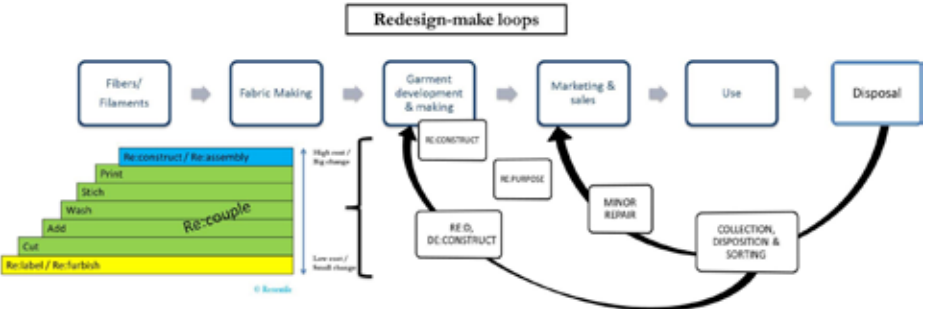 Redesign-make loops
Fibers/
Filaments
Fabric Making
Garment
development
& making
Marketing &
sales
Use
Disposal
RE:CONSTRUCT
RE:PURPOSE
MINOR
REPAIR
RE:D,
DE:CONSTRUCT
COLLECTION,
DISPOSITION &
SORTING
Re:construct / Re:assembly
Print
Stich
Wash
Add
Cut
Re:label / Re:furbish
Re:couple
High cost /
Big change
Low cost /
Small change